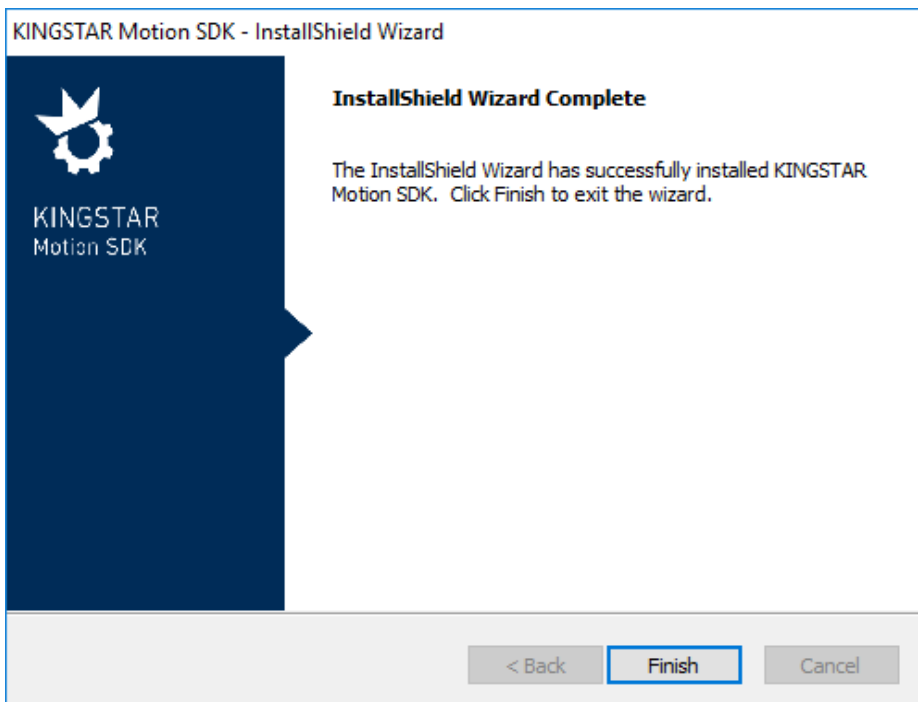 KINGSTAR Motion SDK - InstallShield Wizard
KINGSTAR
Motion SDK
InstallShield Wizard Complete
The InstallShield Wizard has successfully installed KINGSTAR
Motion SDK.  Click Finish to exit the wizard.
< Back
Finish
Cancel